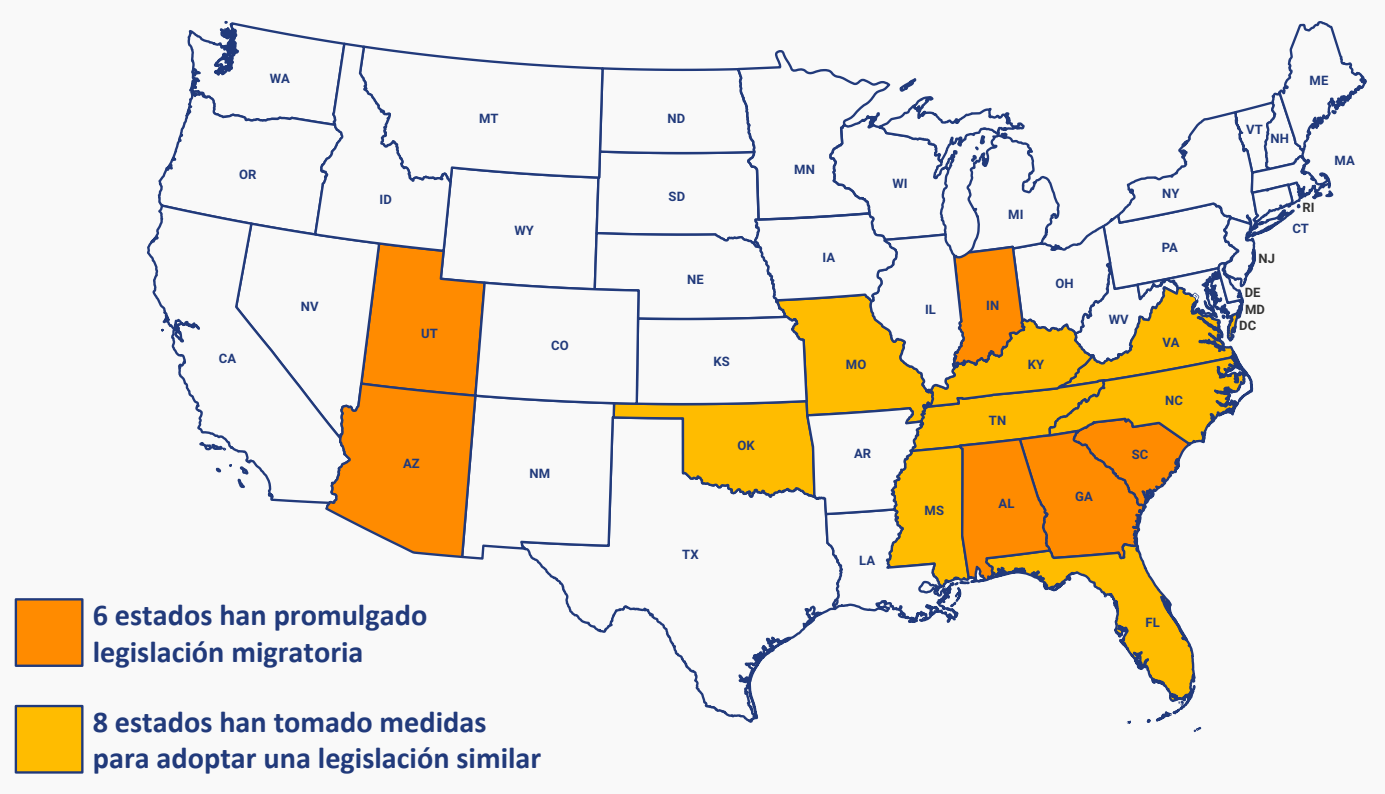 WA
MT
ND
MN
OR
ID
SD
WI
MI
NY
VT
NH
ME
MA
RI
CT
WY
IA
NE
PA
NJ
NV
UT
CO
KS
IL
IN
OH
WV
DE
MD
DC
CA
MO
KY
VA
AZ
NM
OK
AR
TN
NC
SC
TX
LA
MS
AL
GA
FL
6 estados han promulgado
legislación migratoria
8 estados han tomado medidas
para adoptar una legislación similar